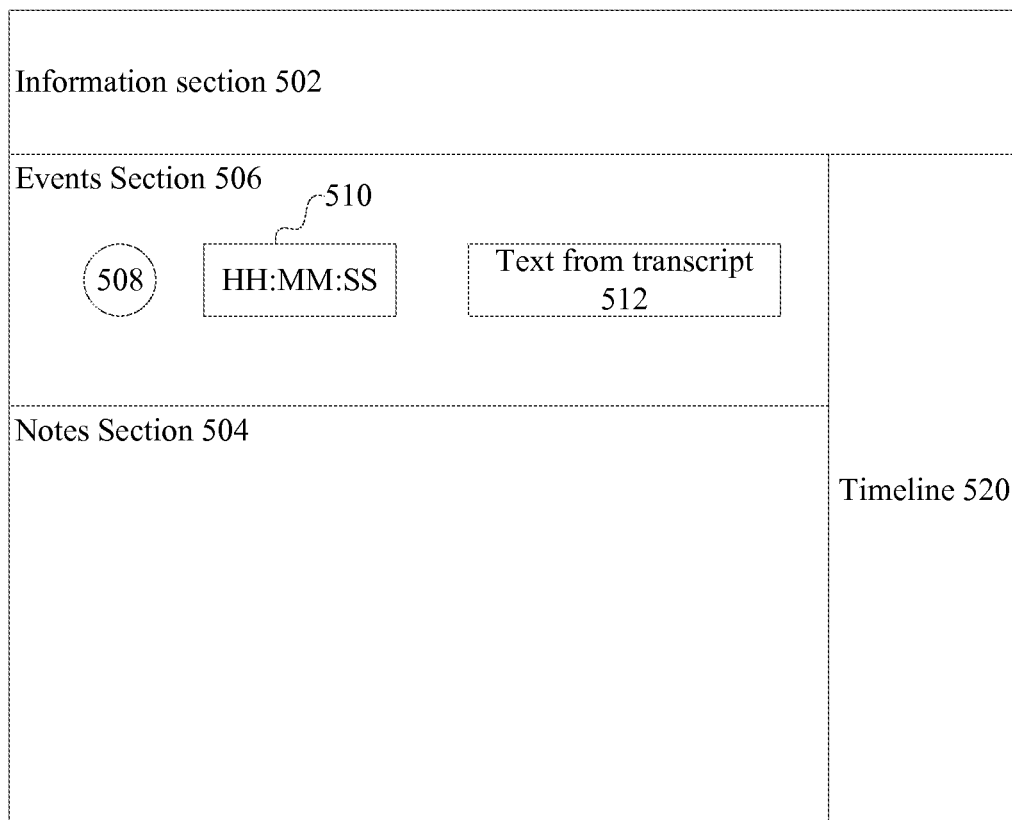 Information section 502
Events Section 506
510
508
HH:MM:SS
Text from transcript
512
Notes Section 504
Timeline 520